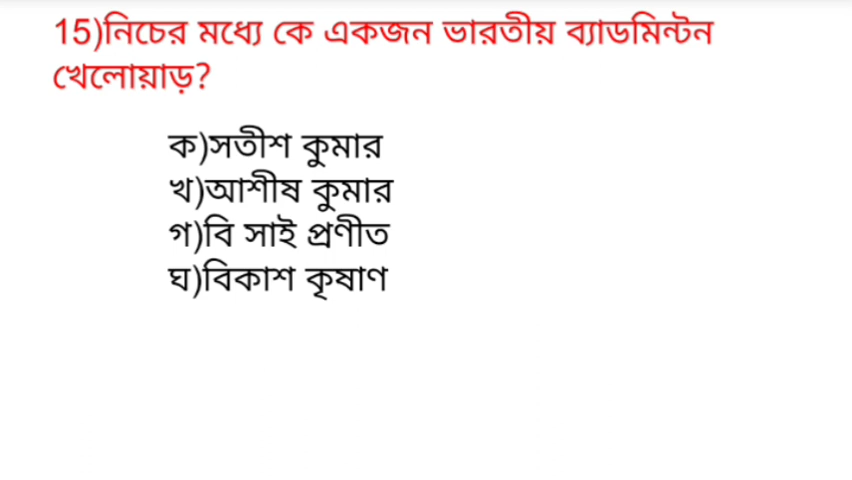 15)নিচের মধ্যে কে একজন ভারতীয় ব্যাডমিন্টন
খেলোয়াড়?
ক)সতীশ কুমার
খ)আশীষ কুমার
গ)বি সাই প্রণীত
ঘ)বিকাশ কৃষাণ